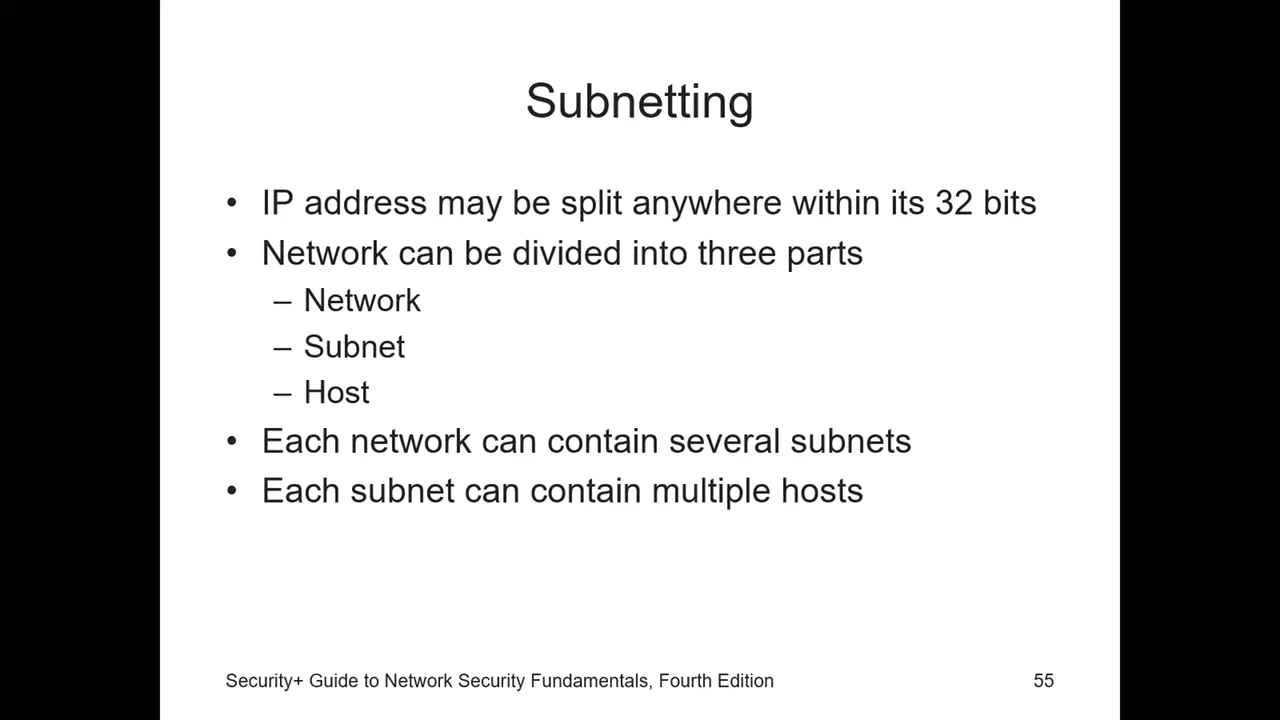 Subnetting
• IP address may be split anywhere within its 32 bits
• Network can be divided into three parts
– Network
– Subnet
– Host
• Each network can contain several subnets
• Each subnet can contain multiple hosts
Security+ Guide to Network Security Fundamentals, Fourth Edition 55